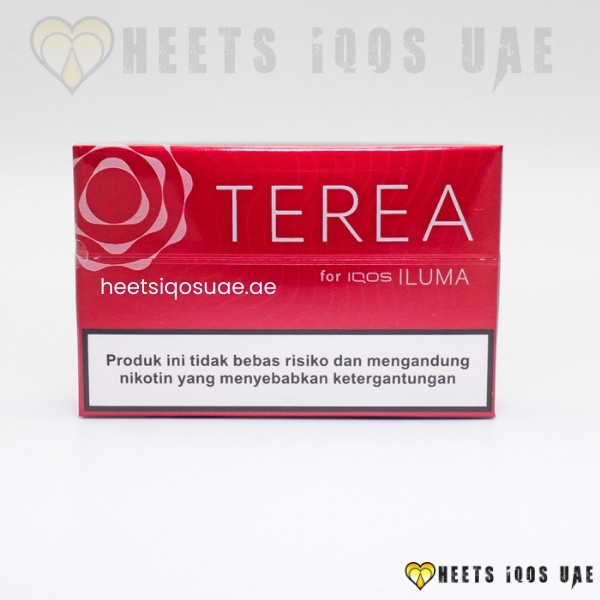 HEETS iQOS UAE
TEREA
for IQOS ILUMA
heetsiqosuae.ae
Produk ini tidak bebas risiko dan mengandung
nikotin yang menyebabkan ketergantungan
HEETS iQOS UAE